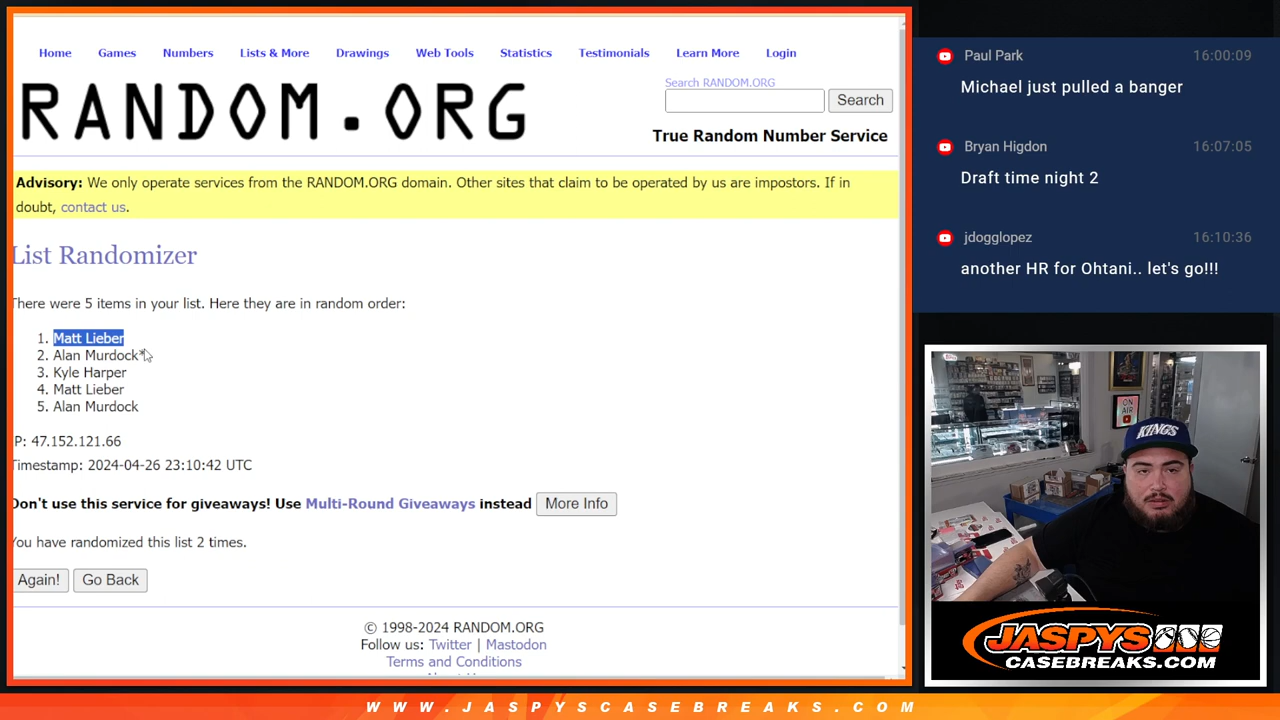 Home Games Numbers Lists & More Drawings Web Tools Statistics Testimonials Learn More Login
RANDOM.ORG
Search RANDOM.ORG
Search
True Random Number Service
Advisory: We only operate services from the RANDOM.ORG domain. Other sites that claim to be operated by us are impostors. If in
doubt, contact us.
List Randomizer
There were 5 items in your list. Here they are in random order:
1. Matt Lieber
2. Alan Murdock*
3. Kyle Harper
4. Matt Lieber
5. Alan Murdock
P: 47.152.121.66
Timestamp: 2024-04-26 23:10:42 UTC
Don't use this service for giveaways! Use Multi-Round Giveaways instead More Info
You have randomized this list 2 times.
Again! Go Back
© 1998-2024 RANDOM.ORG
Follow us: Twitter | Mastodon
Terms and Conditions
Paul Park 16:00:09
Michael just pulled a banger
Bryan Higdon 16:07:05
Draft time night 2
jdogglopez 16:10:36
another HR for Ohtani.. let's go!!!
ON
AIR
KINGS
JASPYS
CASEBREAKS.COM
WWW.JASPYSCASEBREAKS.COM